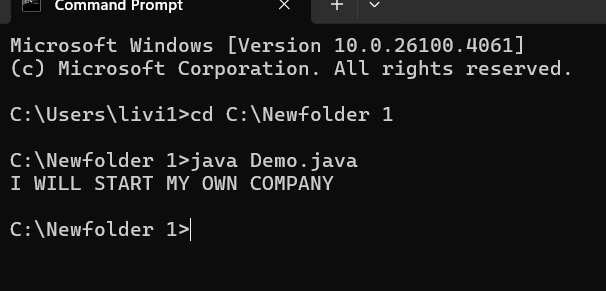 Command Prompt
Microsoft Windows [Version 10.0.26100.4061]
(c) Microsoft Corporation. All rights reserved.
C:\Users\livi1>cd C:\Newfolder 1
C:\Newfolder 1>java Demo.java
I WILL START MY OWN COMPANY
C:\Newfolder 1>